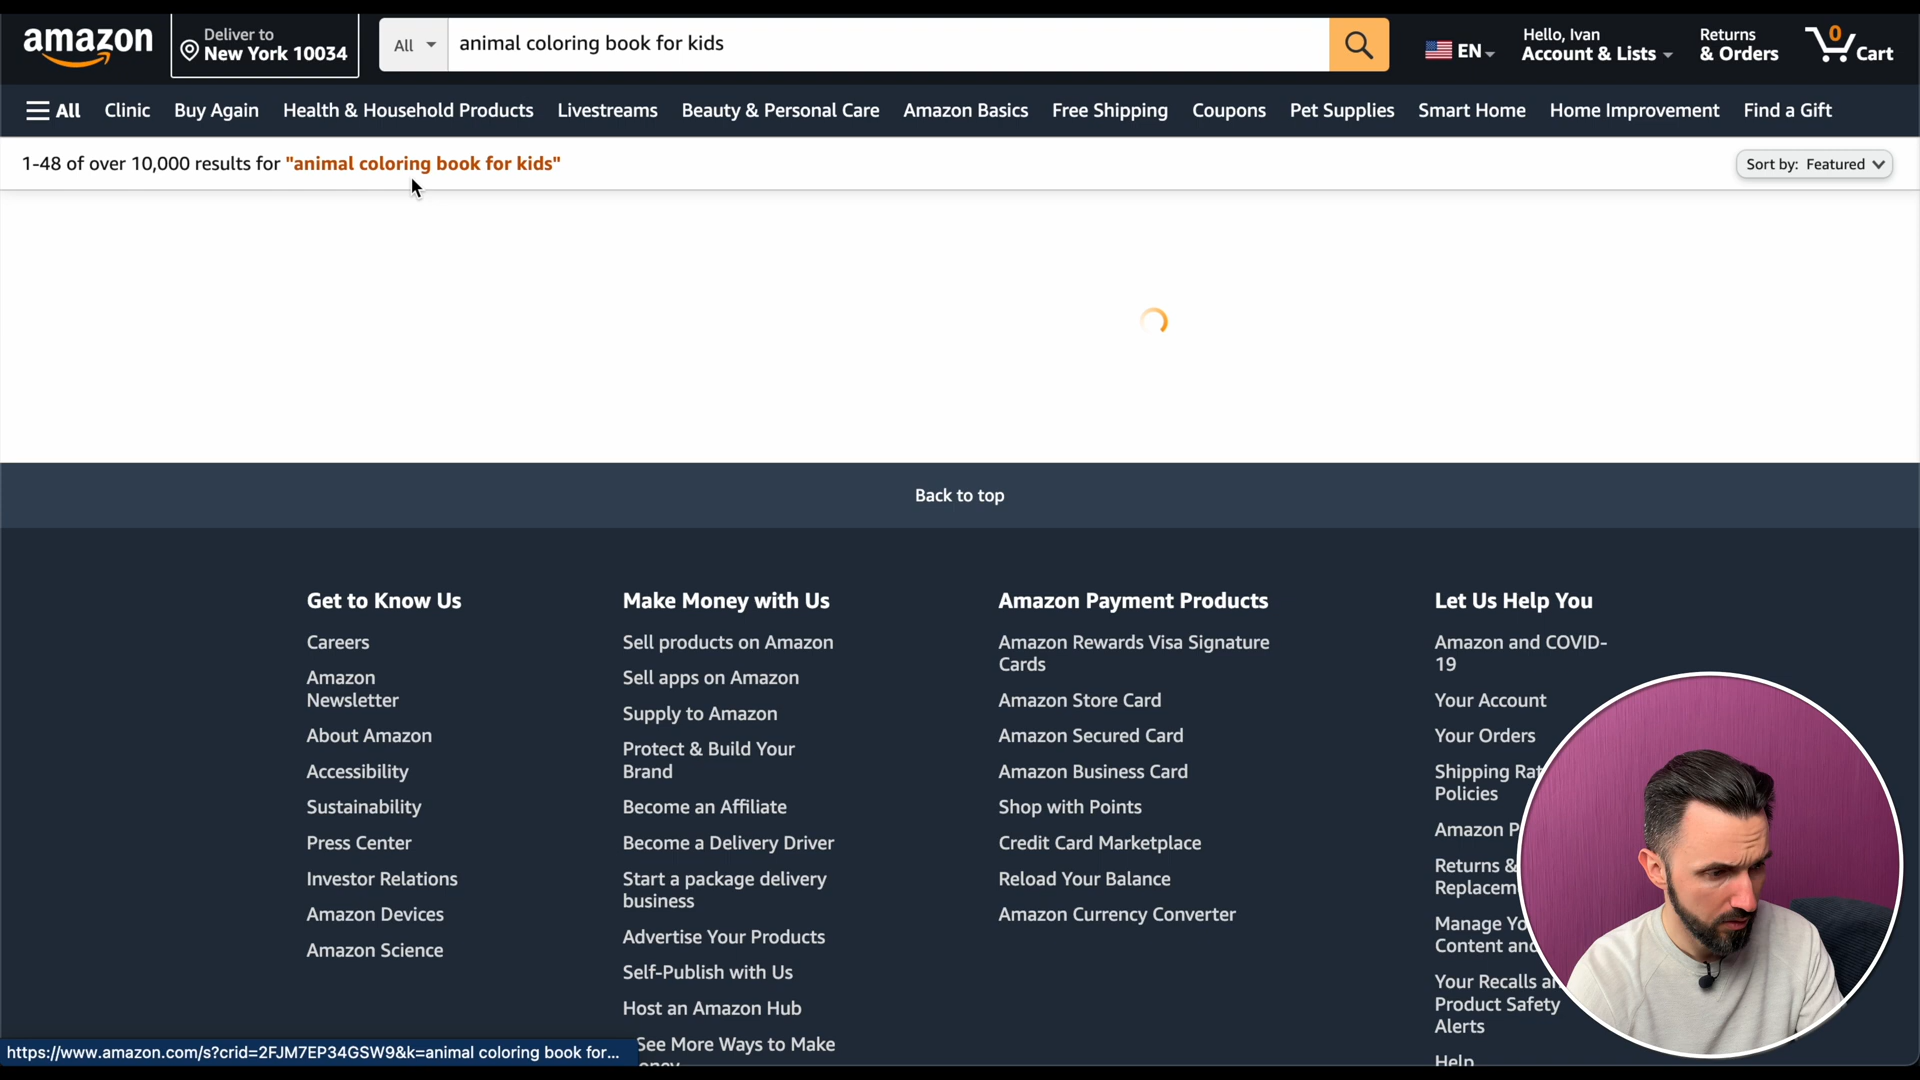 amazon
Deliver to
New York 10034
All
animal coloring book for kids
EN
Hello, Ivan
Account & Lists
Returns
& Orders
0
Cart
All Clinic Buy Again Health & Household Products Livestreams Beauty & Personal Care Amazon Basics Free Shipping Coupons Pet Supplies Smart Home Home Improvement Find a Gift
1-48 of over 10,000 results for "animal coloring book for kids"
Sort by: Featured
Back to top
Get to Know Us
Careers
Amazon
Newsletter
About Amazon
Accessibility
Sustainability
Press Center
Investor Relations
Amazon Devices
Amazon Science
Make Money with Us
Sell products on Amazon
Sell apps on Amazon
Supply to Amazon
Protect & Build Your
Brand
Become an Affiliate
Become a Delivery Driver
Start a package delivery
business
Advertise Your Products
Self-Publish with Us
Host an Amazon Hub
See More Ways to Make
Amazon Payment Products
Amazon Rewards Visa Signature
Cards
Amazon Store Card
Amazon Secured Card
Amazon Business Card
Shop with Points
Credit Card Marketplace
Reload Your Balance
Amazon Currency Converter
Let Us Help You
Amazon and COVID-
19
Your Account
Your Orders
Shipping
Policies
Amazon
Returns &
Manage
Content
Your Recalls
Product Safety
Alerts
Help
https://www.amazon.com/s?crid=2FJM7EP34GSW9&k=animal coloring book for...